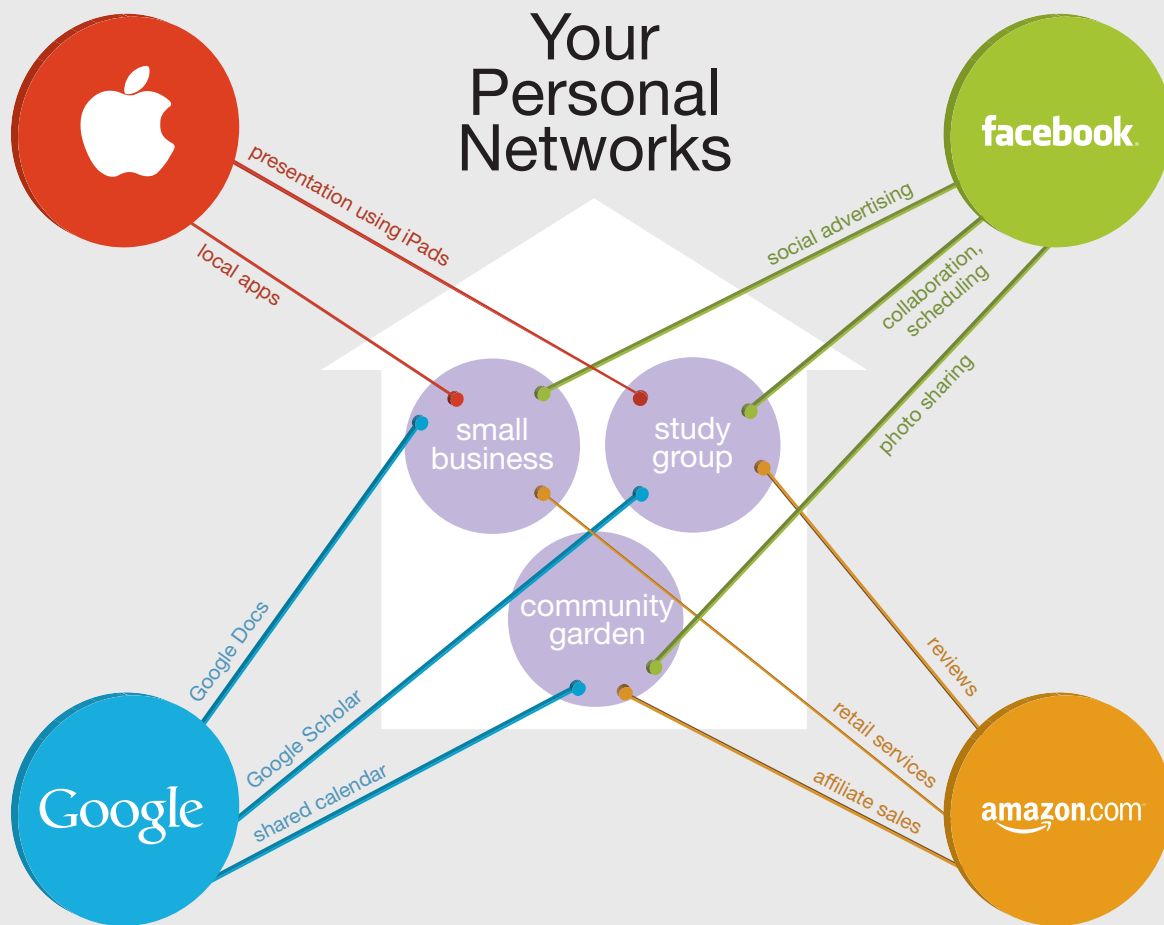 Your
Personal
Networks
facebook.
presentation using iPads
local apps
social advertising
collaboration,
scheduling
photo sharing
small
business
study
group
community
garden
Google Docs
Google Scholar
shared calendar
reviews
retail services
affiliate sales
Google
amazon.com